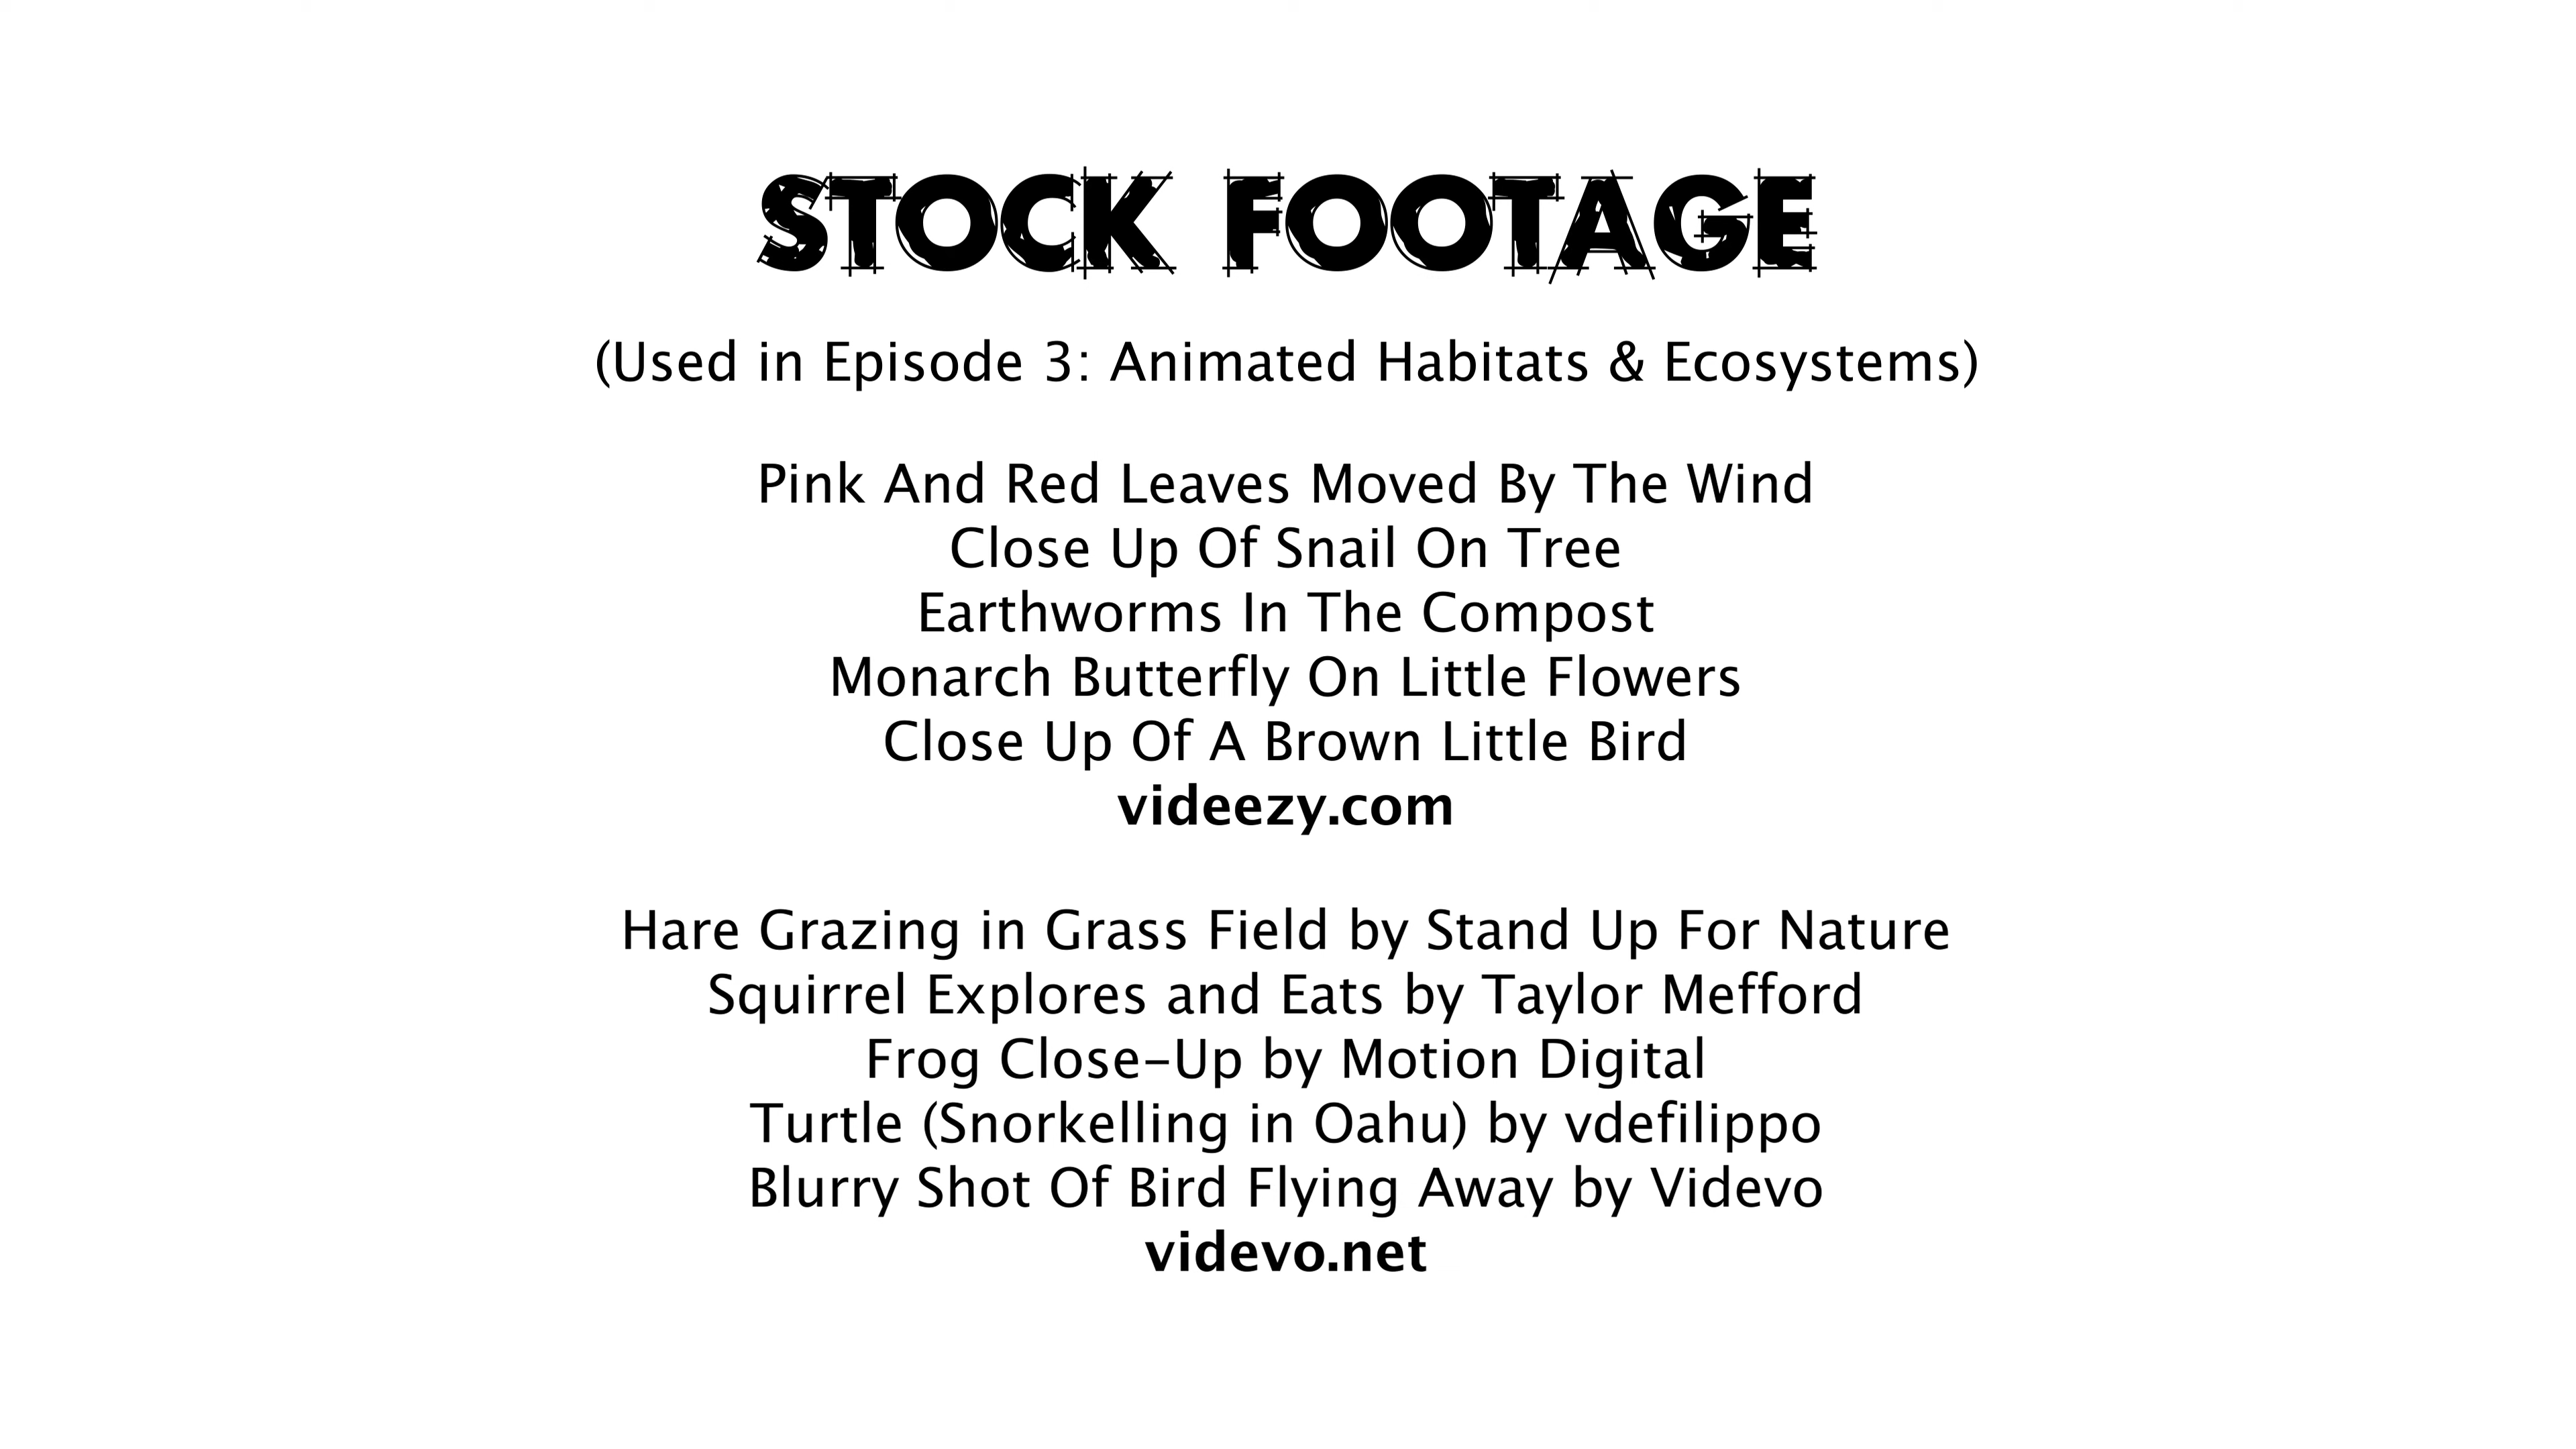 STOCK FOOTAGE
(Used in Episode 3: Animated Habitats & Ecosystems)
Pink And Red Leaves Moved By The Wind
Close Up Of Snail On Tree
Earthworms In The Compost
Monarch Butterfly On Little Flowers
Close Up Of A Brown Little Bird
videezy.com
Hare Grazing in Grass Field by Stand Up For Nature
Squirrel Explores and Eats by Taylor Mefford
Frog Close-Up by Motion Digital
Turtle (Snorkelling in Oahu) by vdefilippo
Blurry Shot Of Bird Flying Away by Videvo
videvo.net